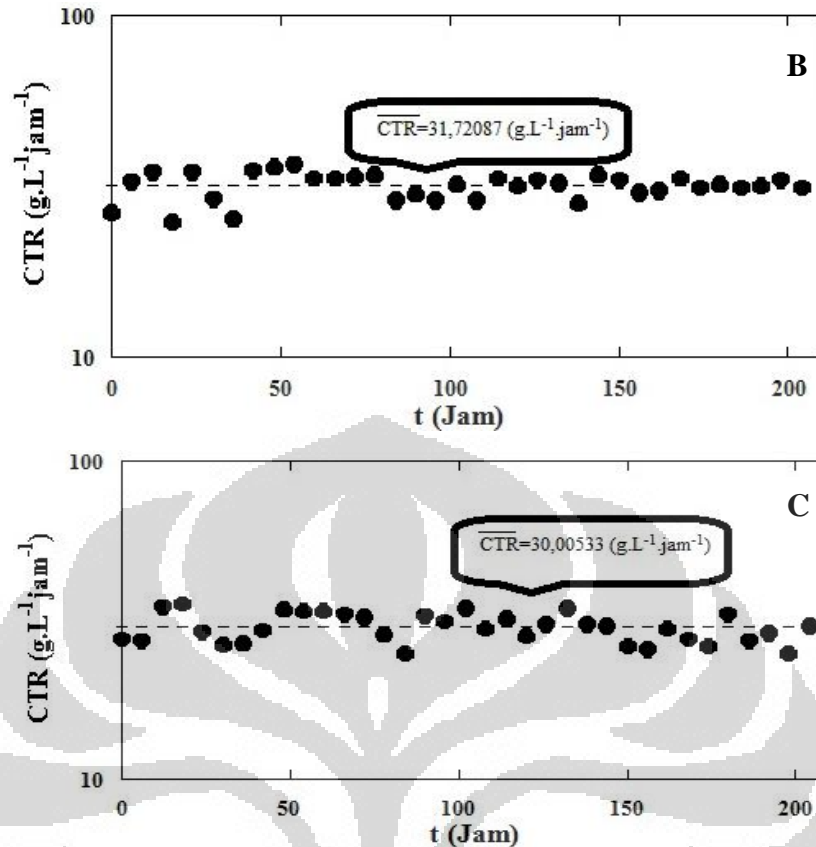 100
B
CTR=31,72087 (g.L⁻¹.jam⁻¹)
CTR (g.L⁻¹jam⁻¹)
10
0 50 100 150 200
t (Jam)
100
C
CTR=30,00533 (g.L⁻¹.jam⁻¹)
CTR (g.L⁻¹jam⁻¹)
10
0 50 100 150 200
t (Jam)